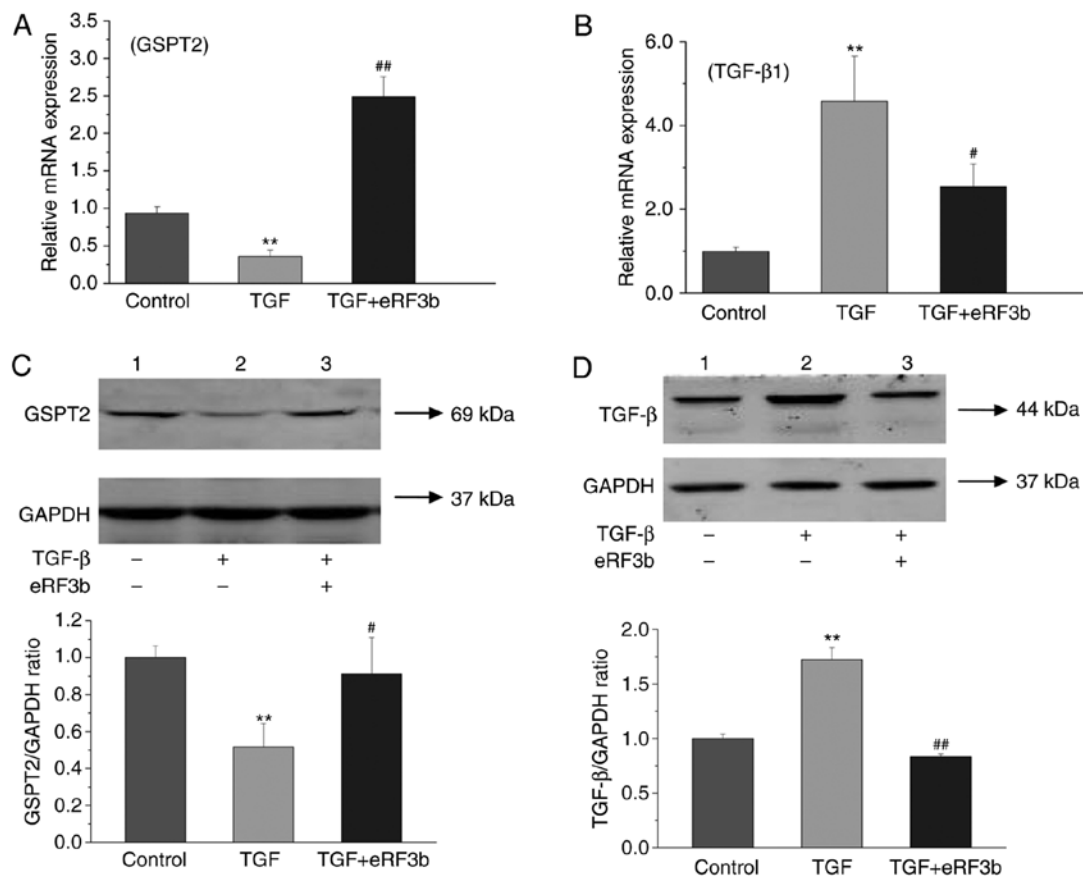 A
(GSPT2)
Relative mRNA expression
3.5
3.0
2.5
2.0
1.5
1.0
0.5
0.0
**
##
Control TGF TGF+eRF3b
B
(TGF-β1)
Relative mRNA expression
6.0
4.0
2.0
0.0
**
#
Control TGF TGF+eRF3b
C
1 2 3
GSPT2
69 kDa
GAPDH
37 kDa
TGF-β – + +
eRF3b – – +
GSPT2/GAPDH ratio
1.2
1.0
0.8
0.6
0.4
0.2
0.0
**
#
Control TGF TGF+eRF3b
D
1 2 3
TGF-β
44 kDa
GAPDH
37 kDa
TGF-β – + +
eRF3b – – +
TGF-β/GAPDH ratio
2.0
1.5
1.0
0.5
0.0
**
##
Control TGF TGF+eRF3b